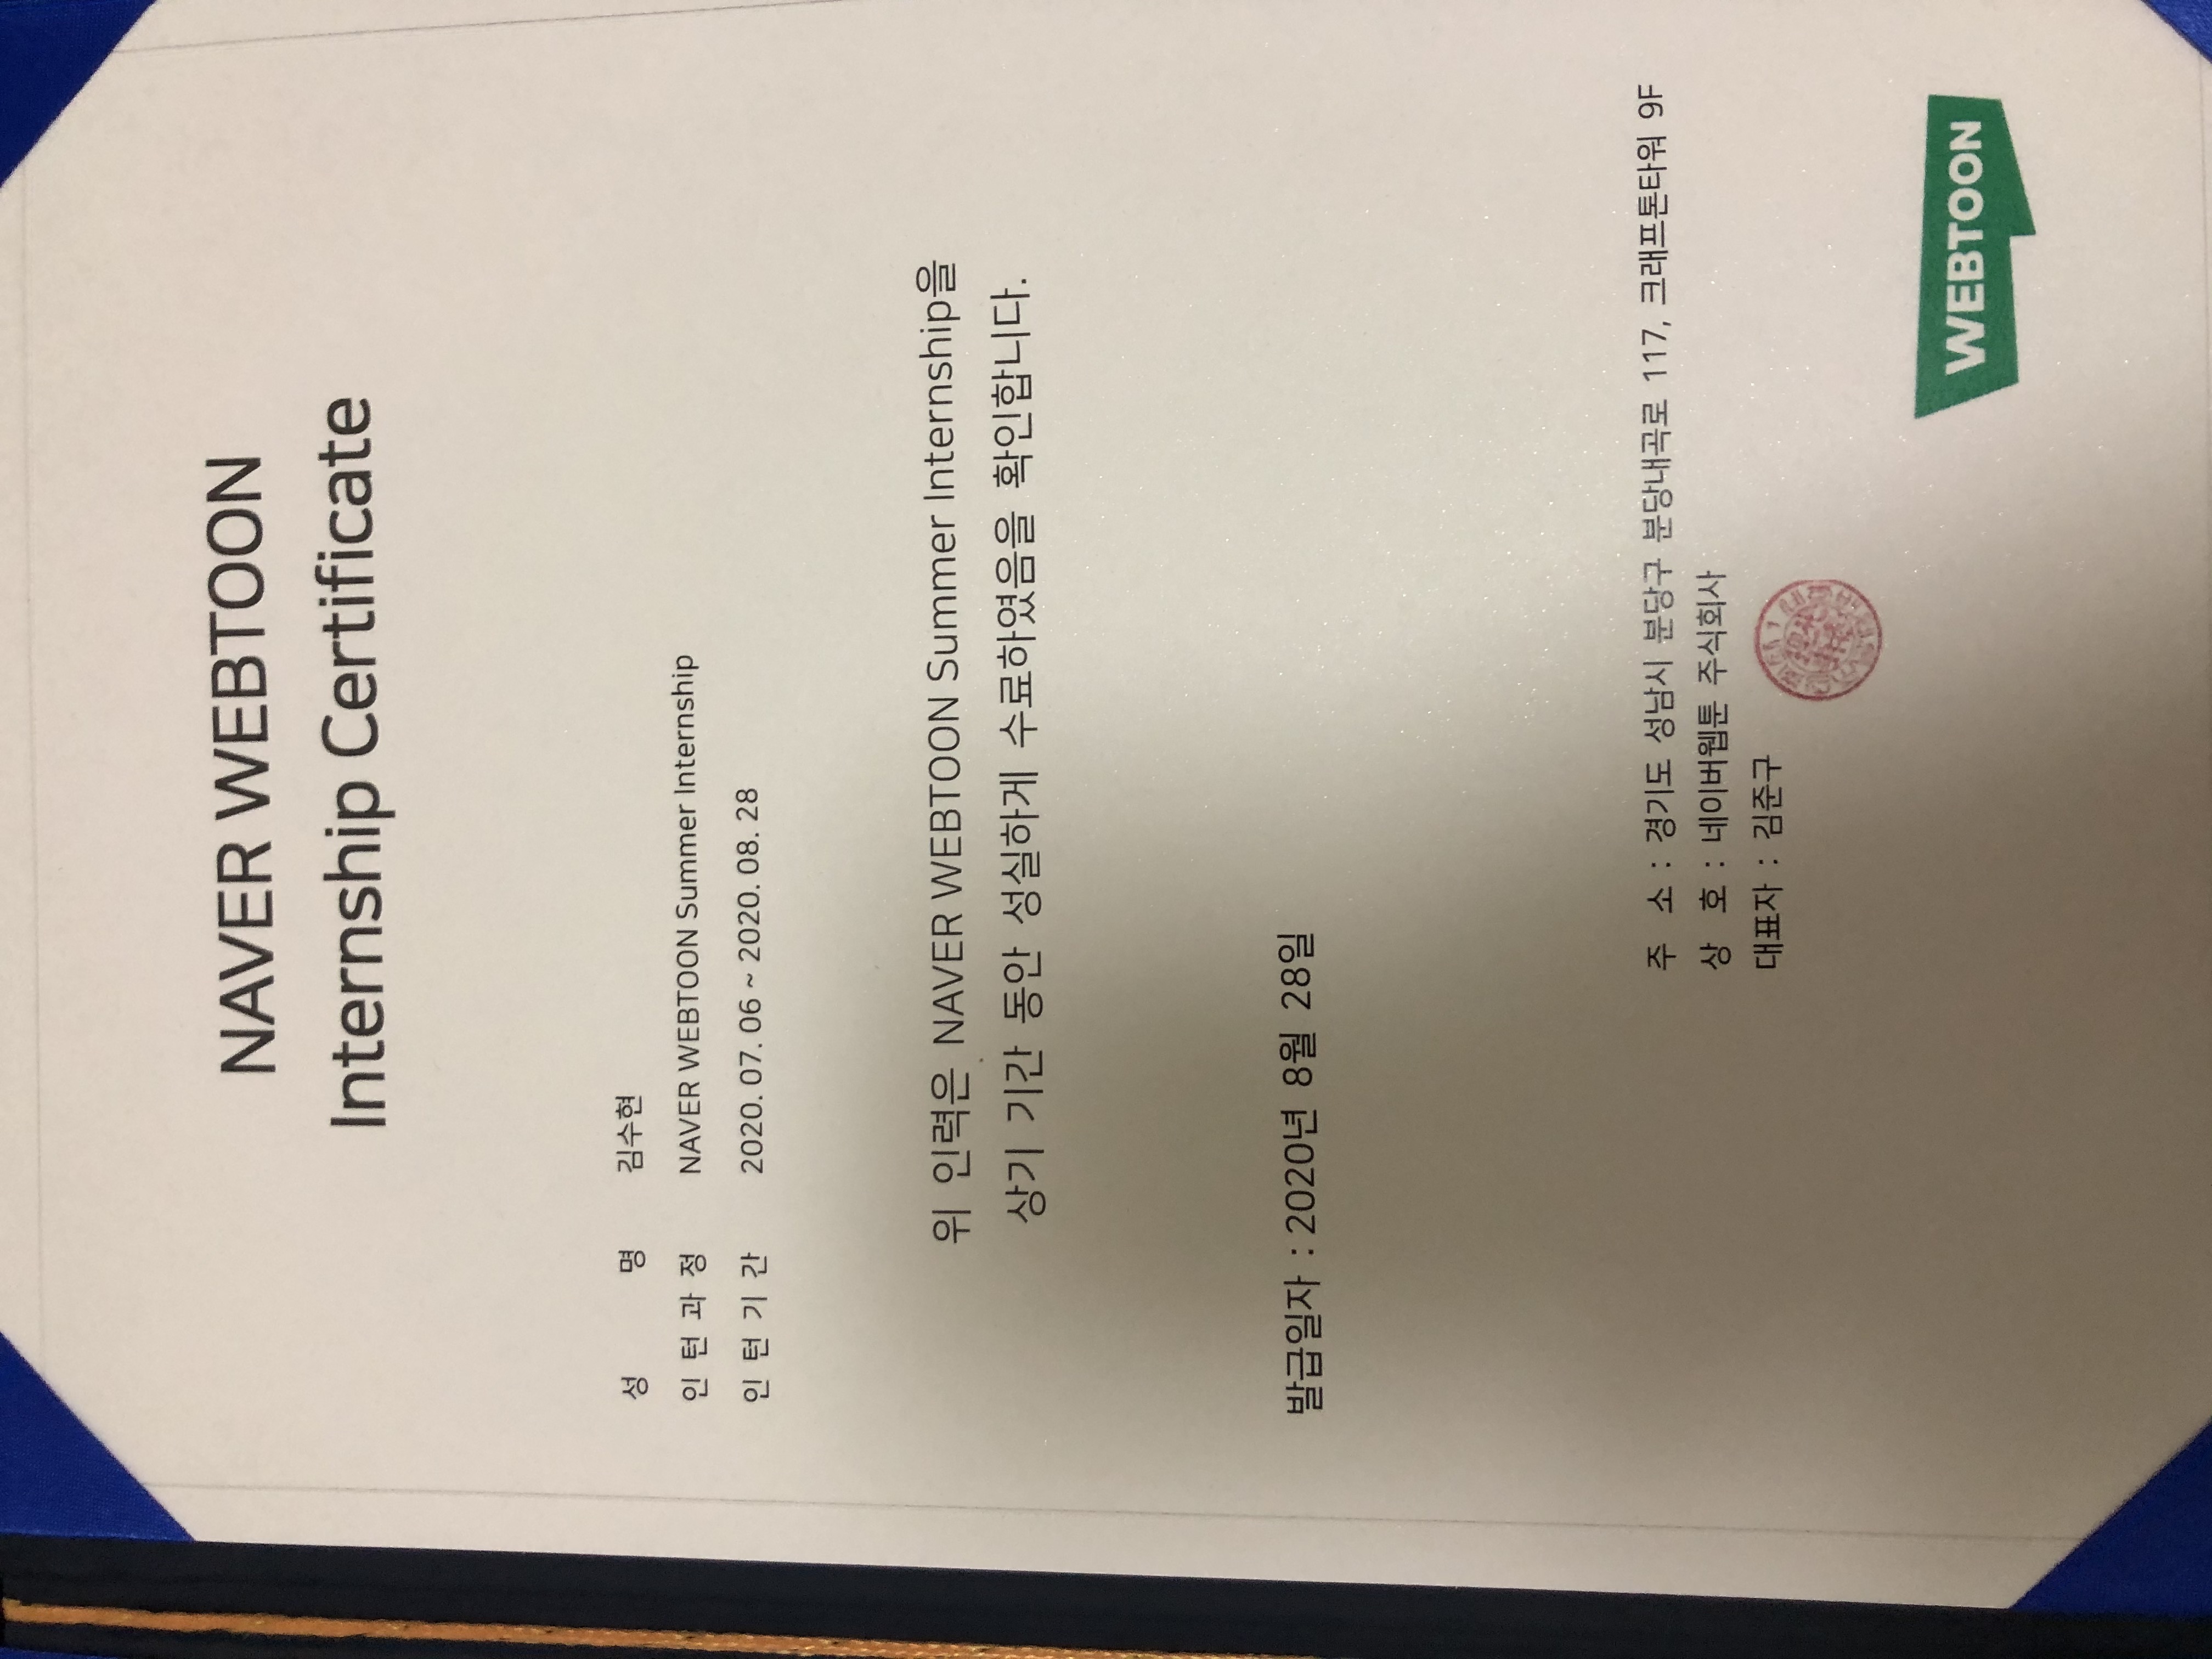 NAVER WEBTOON
Internship Certificate
성 명 김수현
인 턴 과 정 NAVER WEBTOON Summer Internship
인 턴 기 간 2020. 07. 06 ~ 2020. 08. 28
위 인력은 NAVER WEBTOON Summer Internship을
상기 기간 동안 성실하게 수료하였음을 확인합니다.
발급일자 : 2020년 8월 28일
주 소 : 경기도 성남시 분당구 분당내곡로 117, 크래프톤타워 9F
상 호 : 네이버웹툰 주식회사
대표자 : 김준구
WEBTOON